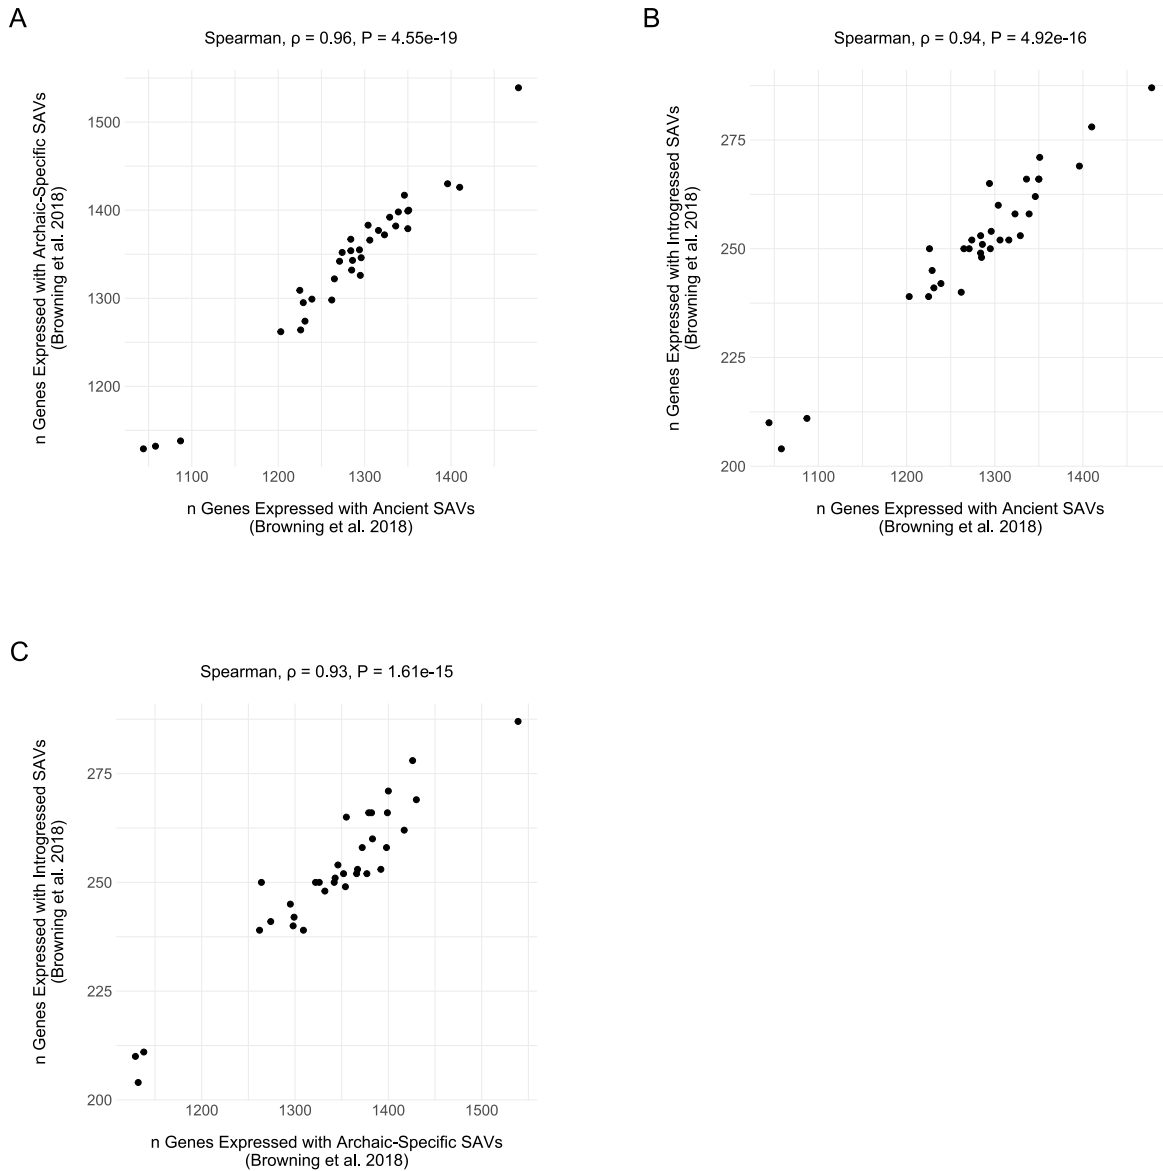 A
Spearman, ρ = 0.96, P = 4.55e-19
n Genes Expressed with Archaic-Specific SAVs
(Browning et al. 2018)
1500
1400
1300
1200
1100 1200 1300 1400
n Genes Expressed with Ancient SAVs
(Browning et al. 2018)
B
Spearman, ρ = 0.94, P = 4.92e-16
n Genes Expressed with Introgressed SAVs
(Browning et al. 2018)
275
250
225
200
1100 1200 1300 1400
n Genes Expressed with Ancient SAVs
(Browning et al. 2018)
C
Spearman, ρ = 0.93, P = 1.61e-15
n Genes Expressed with Introgressed SAVs
(Browning et al. 2018)
275
250
225
200
1200 1300 1400 1500
n Genes Expressed with Archaic-Specific SAVs
(Browning et al. 2018)